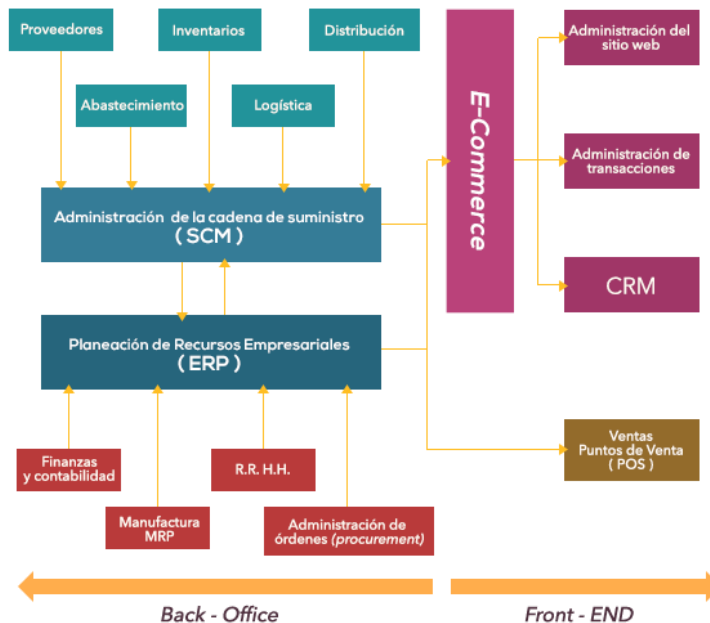 Proveedores
Inventarios
Distribución
Abastecimiento
Logística
Administración de la cadena de suministro
( SCM )
Planeación de Recursos Empresariales
( ERP )
Finanzas
y contabilidad
R.R. H.H.
Manufactura
MRP
Administración de
órdenes (procurement)
E-Commerce
Administración del
sitio web
Administración de
transacciones
CRM
Ventas
Puntos de Venta
( POS )
Back - Office
Front - END